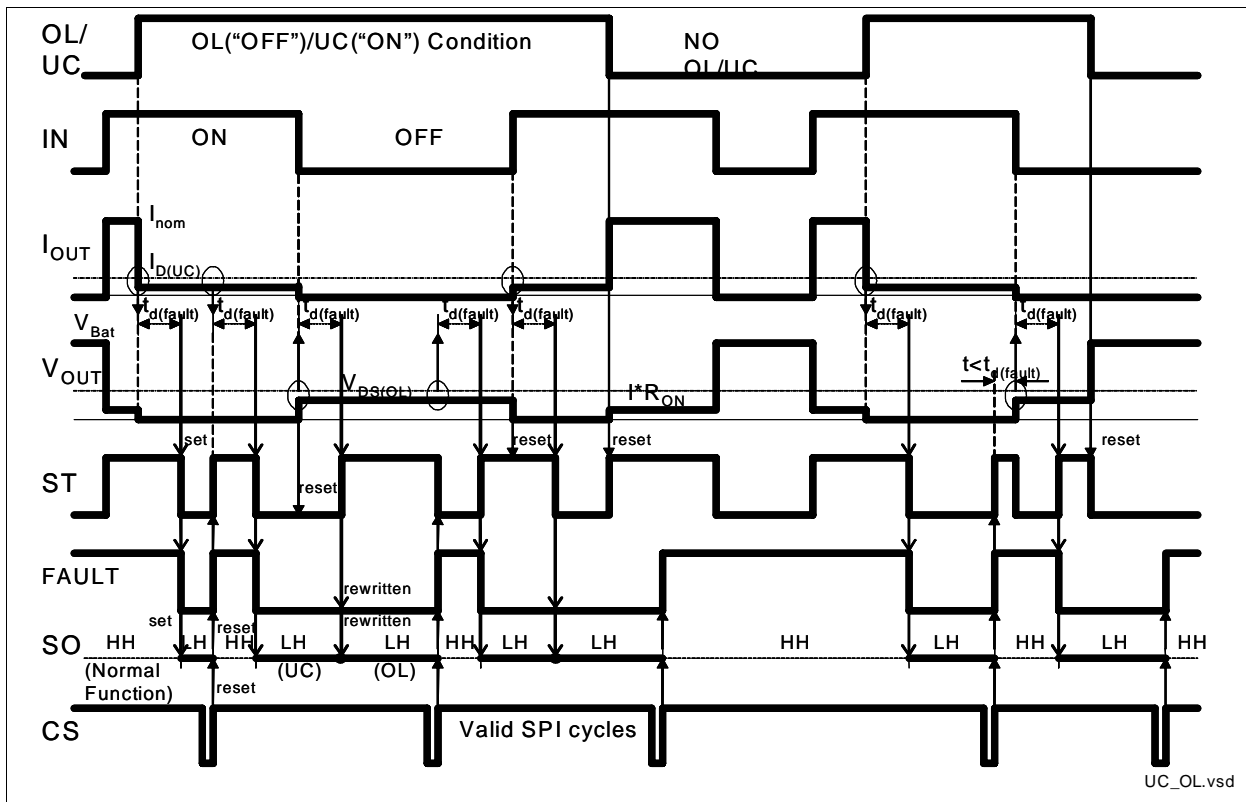 OL/
UC
OL(“OFF”)/UC(“ON”) Condition
NO
OL/UC
IN
ON
OFF
Inom
IOUT
ID(UC)
td(fault)
td(fault)
td(fault)
td(fault)
td(fault)
td(fault)
td(fault)
VBat
VOUT
VDS(OL)
I*RON
t<td(fault)
set
reset
reset
reset
ST
reset
FAULT
rewritten
set
reset
rewritten
SO
HH
LH
HH
LH
LH
HH
LH
LH
HH
LH
HH
LH
HH
(Normal
Function)
(UC)
(OL)
reset
CS
Valid SPI cycles
UC_OL.vsd